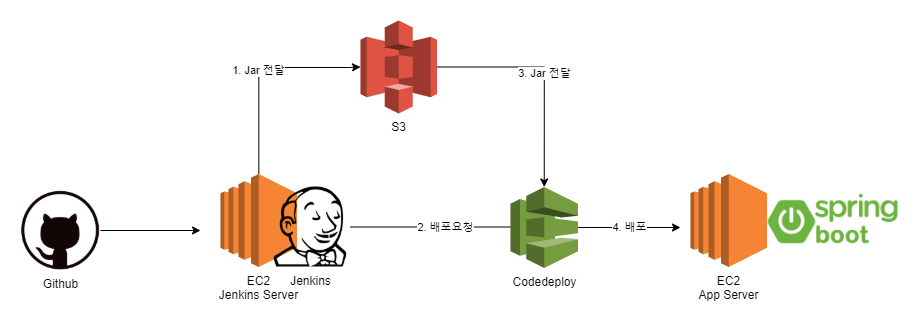 1. Jar 전달
3. Jar 전달
S3
2. 배포요청
4. 배포
spring
boot
Github
EC2
Jenkins Server
Jenkins
Codedeploy
EC2
App Server